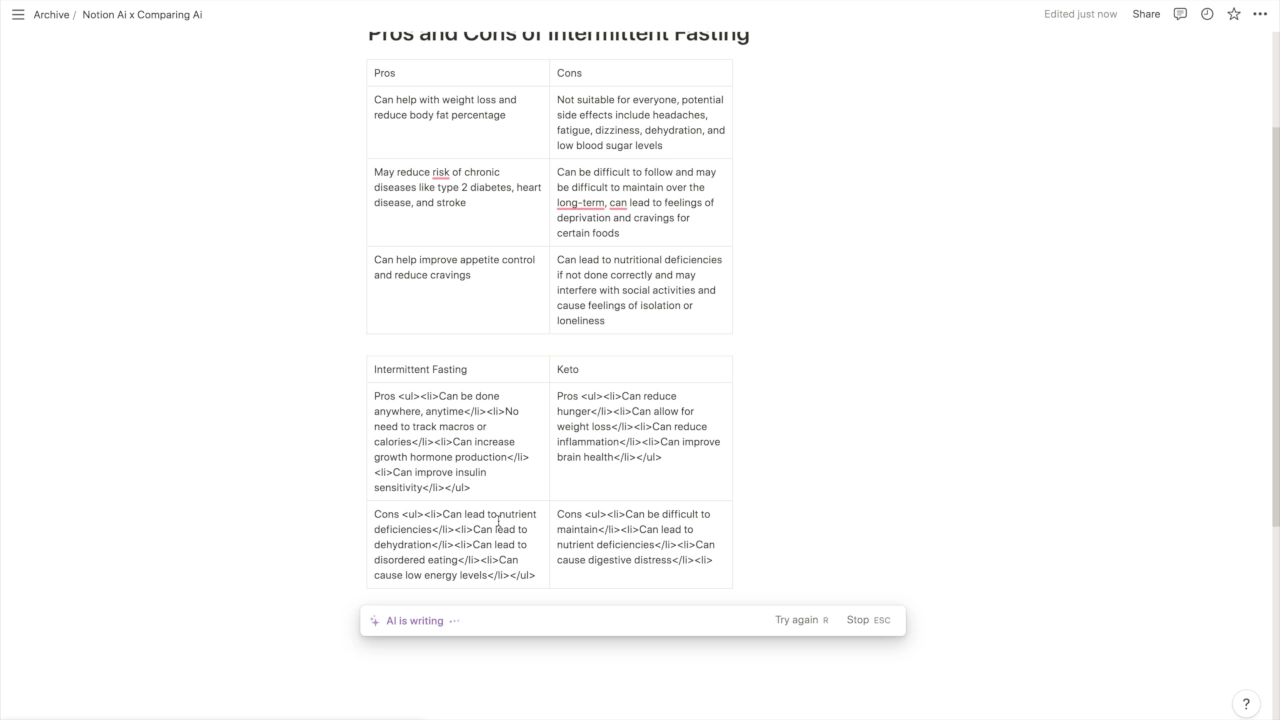 Archive / Notion Ai x Comparing Ai
Edited just now Share
Pros and Cons of Intermittent Fasting
Pros
Cons
Can help with weight loss and
reduce body fat percentage
Not suitable for everyone, potential
side effects include headaches,
fatigue, dizziness, dehydration, and
low blood sugar levels
May reduce risk of chronic
diseases like type 2 diabetes, heart
disease, and stroke
Can be difficult to follow and may
be difficult to maintain over the
long-term, can lead to feelings of
deprivation and cravings for
certain foods
Can help improve appetite control
and reduce cravings
Can lead to nutritional deficiencies
if not done correctly and may
interfere with social activities and
cause feelings of isolation or
loneliness
Intermittent Fasting
Keto
Pros <ul><li>Can be done
anywhere, anytime</li><li>No
need to track macros or
calories</li><li>Can increase
growth hormone production</li>
<li>Can improve insulin
sensitivity</li></ul>
Pros <ul><li>Can reduce
hunger</li><li>Can allow for
weight loss</li><li>Can reduce
inflammation</li><li>Can improve
brain health</li></ul>
Cons <ul><li>Can lead to nutrient
deficiencies</li><li>Can lead to
dehydration</li><li>Can lead to
disordered eating</li><li>Can
cause low energy levels</li></ul>
Cons <ul><li>Can be difficult to
maintain</li><li>Can lead to
nutrient deficiencies</li><li>Can
cause digestive distress</li><li>
AI is writing
Try again R Stop ESC
?